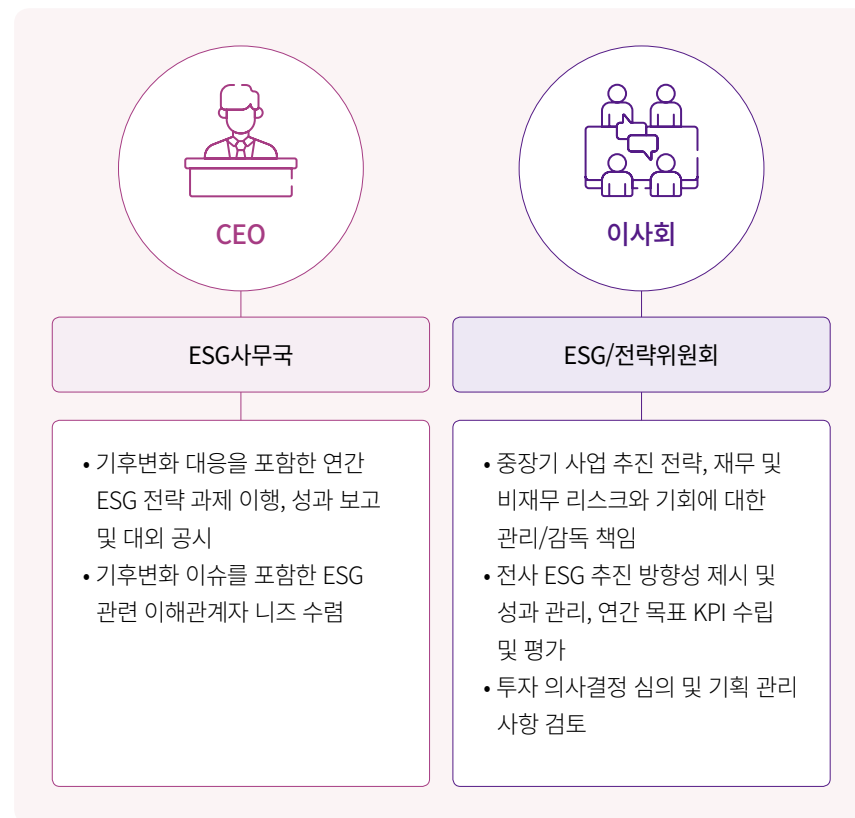 CEO
ESG사무국
• 기후변화 대응을 포함한 연간
ESG 전략 과제 이행, 성과 보고
및 대외 공시
• 기후변화 이슈를 포함한 ESG
관련 이해관계자 니즈 수렴
이사회
ESG/전략위원회
• 중장기 사업 추진 전략, 재무 및
비재무 리스크와 기회에 대한
관리/감독 책임
• 전사 ESG 추진 방향성 제시 및
성과 관리, 연간 목표 KPI 수립
및 평가
• 투자 의사결정 심의 및 기획 관리
사항 검토